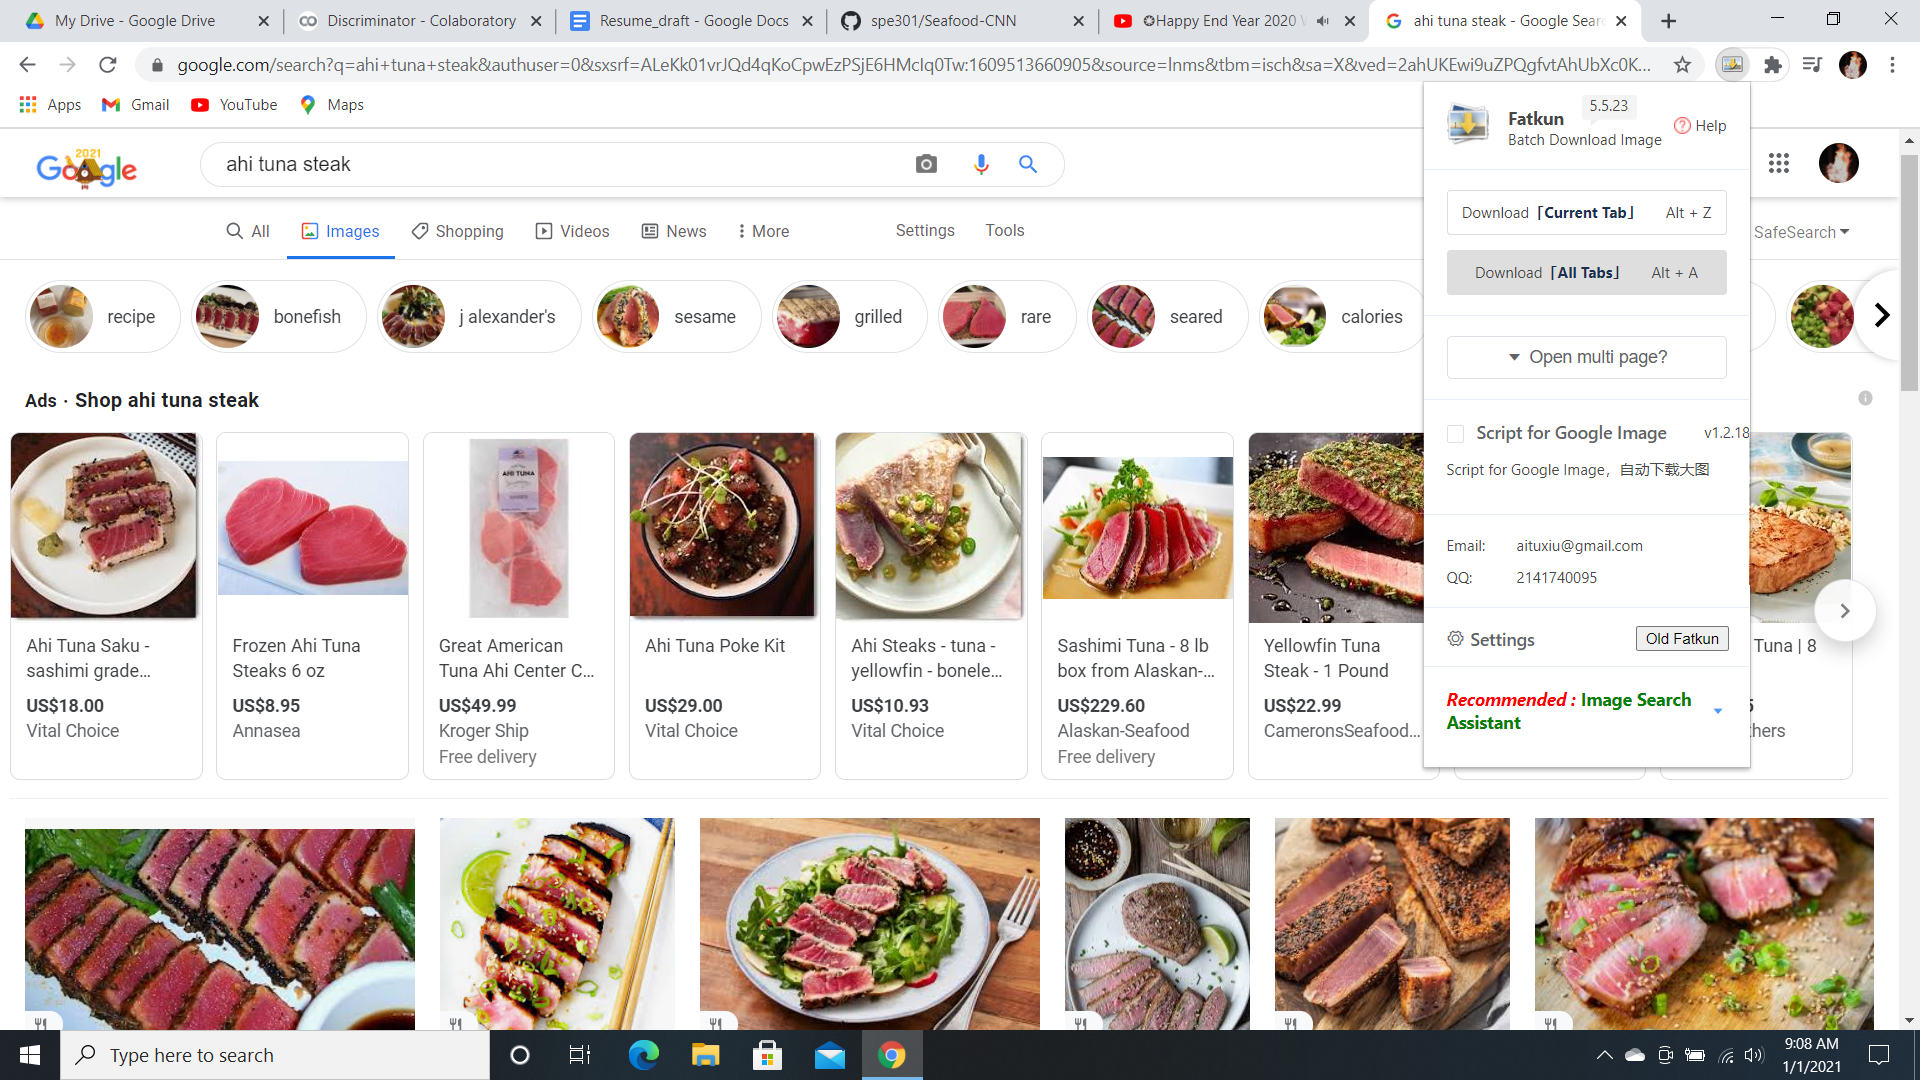 My Drive - Google Drive
Discriminator - Colaboratory
Resume_draft - Google Docs
spe301/Seafood-CNN
✪Happy End Year 2020
ahi tuna steak - Google Sear
google.com/search?q=ahi+tuna+steak&authuser=0&sxsrf=ALeKk01vrJQd4qKoCpwEzPSjE6HMcIq0Tw:1609513660905&source=lnms&tbm=isch&sa=X&ved=2ahUKEwi9uZPQgfvtAhUbXc0K...
Apps
Gmail
YouTube
Maps
2021
Google
ahi tuna steak
All
Images
Shopping
Videos
News
More
Settings
Tools
SafeSearch
recipe
bonefish
j alexander's
sesame
grilled
rare
seared
calories
Ads · Shop ahi tuna steak
AHI TUNA
Ahi Tuna Saku -
sashimi grade...
US$18.00
Vital Choice
Frozen Ahi Tuna
Steaks 6 oz
US$8.95
Annasea
Great American
Tuna Ahi Center C...
US$49.99
Kroger Ship
Free delivery
Ahi Tuna Poke Kit
US$29.00
Vital Choice
Ahi Steaks - tuna -
yellowfin - bonele...
US$10.93
Vital Choice
Sashimi Tuna - 8 lb
box from Alaskan-...
US$229.60
Alaskan-Seafood
Free delivery
Yellowfin Tuna
Steak - 1 Pound
US$22.99
CameronsSeafood...
Tuna | 8
5
hers
Fatkun
5.5.23
Batch Download Image
Help
Download「Current Tab」 Alt + Z
Download「All Tabs」 Alt + A
Open multi page?
Script for Google Image
v1.2.18
Script for Google Image，自动下载大图
Email: aituxiu@gmail.com
QQ: 2141740095
Settings
Old Fatkun
Recommended : Image Search
Assistant
Type here to search
9:08 AM
1/1/2021